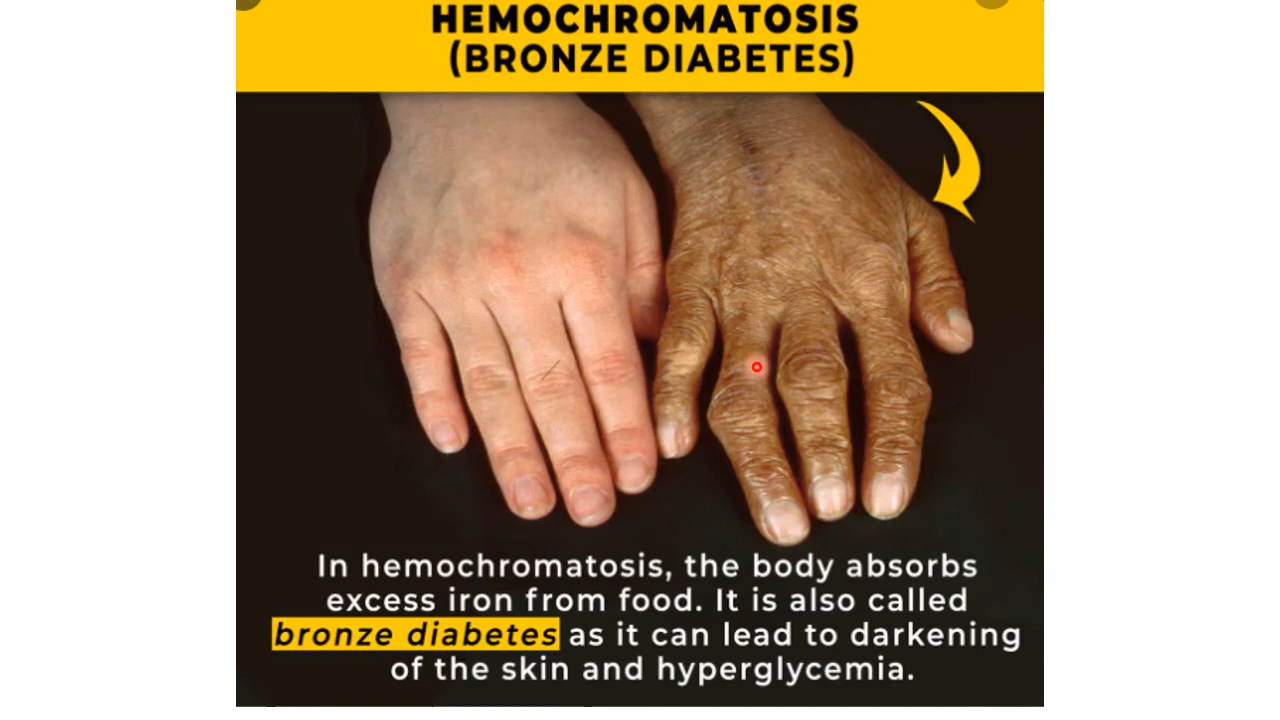 HEMOCHROMATOSIS
(BRONZE DIABETES)
In hemochromatosis, the body absorbs
excess iron from food. It is also called
bronze diabetes as it can lead to darkening
of the skin and hyperglycemia.